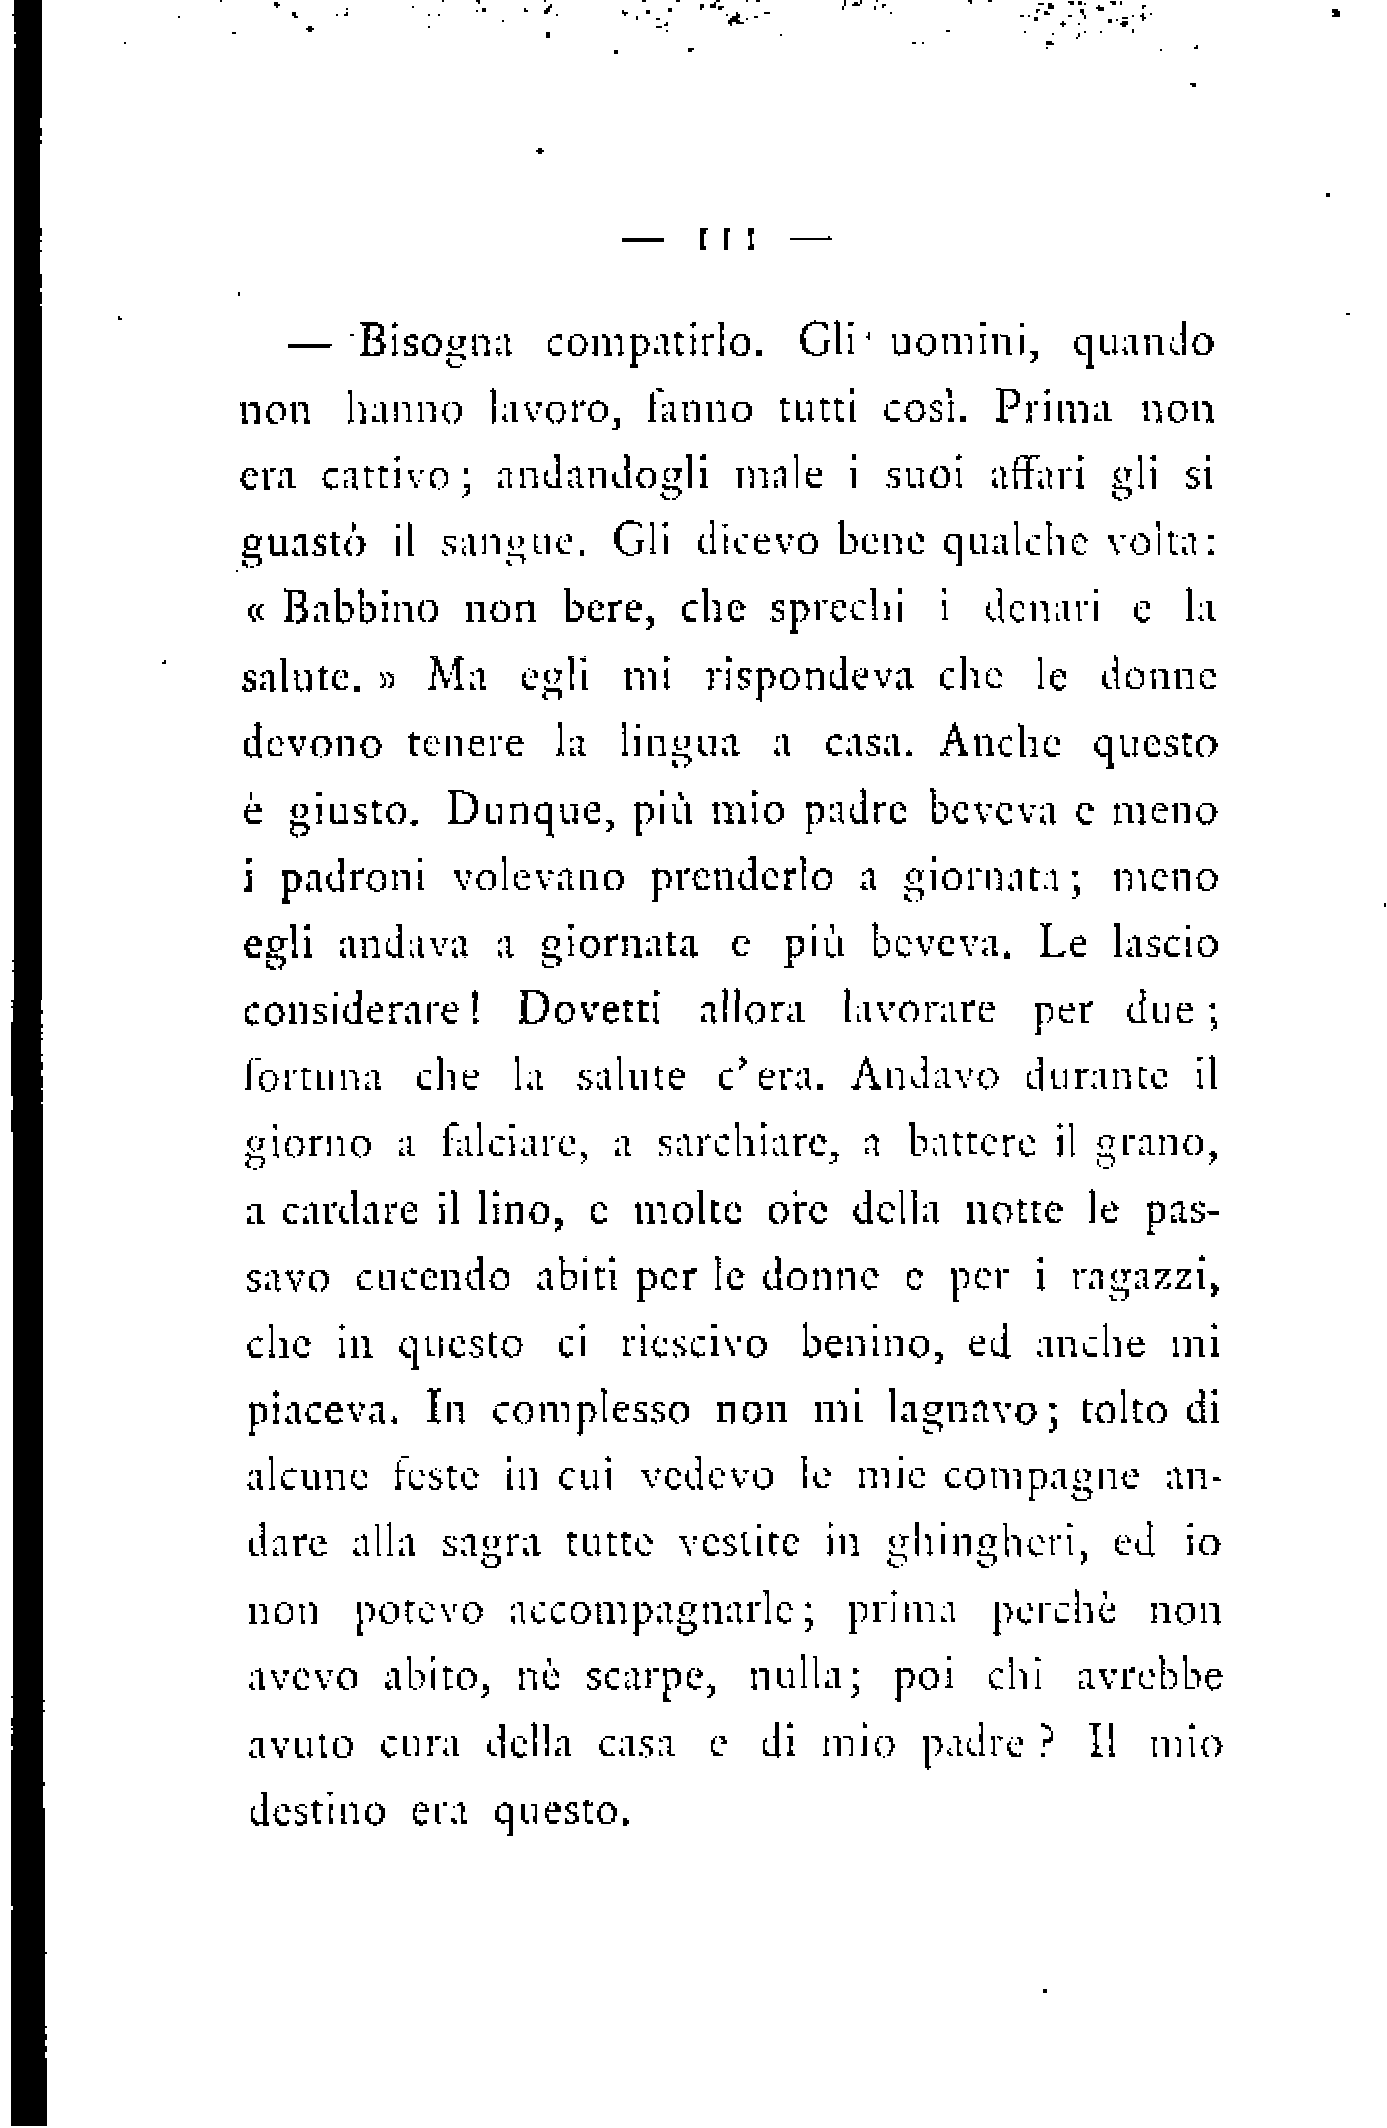 — 111 —
— Bisogna compatirlo. Gli uomini, quando
non hanno lavoro, fanno tutti così. Prima non
era cattivo; andandogli male i suoi affari gli si
guastò il sangue. Gli dicevo bene qualche volta:
« Babbino non bere, che sprechi i denari e la
salute. » Ma egli mi rispondeva che le donne
devono tenere la lingua a casa. Anche questo
è giusto. Dunque, più mio padre beveva e meno
i padroni volevano prenderlo a giornata; meno
egli andava a giornata e più beveva. Le lascio
considerare! Dovetti allora lavorare per due;
fortuna che la salute c'era. Andavo durante il
giorno a falciare, a sarchiare, a battere il grano,
a cardare il lino, e molte ore della notte le pas-
savo cucendo abiti per le donne e per i ragazzi,
che in questo ci riescivo benino, ed anche mi
piaceva. In complesso non mi lagnavo; tolto di
alcune feste in cui vedevo le mie compagne an-
dare alla sagra tutte vestite in ghingheri, ed io
non potevo accompagnarle; prima perchè non
avevo abito, nè scarpe, nulla; poi chi avrebbe
avuto cura della casa e di mio padre? Il mio
destino era questo.